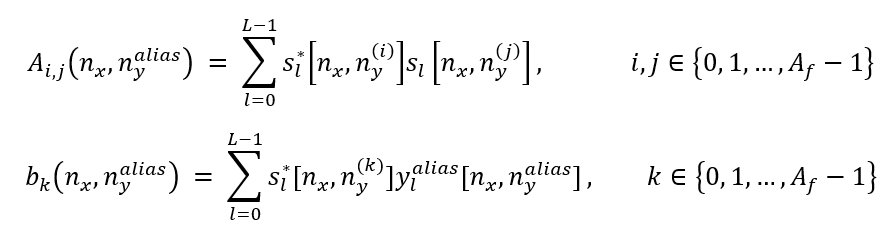 A_{i,j}(n_x, n_y^{alias}) = \sum_{l=0}^{L-1} s_l^*[n_x, n_y^{(i)}] s_l [n_x, n_y^{(j)}] , i, j ∈ {0, 1, … , A_f − 1}
b_k(n_x, n_y^{alias}) = \sum_{l=0}^{L-1} s_l^*[n_x, n_y^{(k)}] y_l^{alias}[n_x, n_y^{alias}] , k ∈ {0, 1, … , A_f − 1}